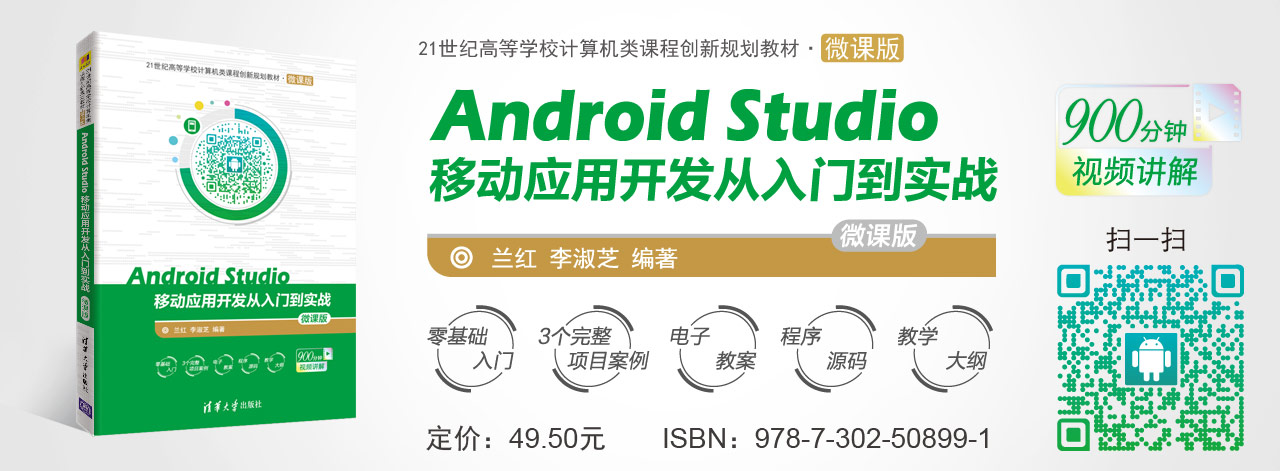 21世纪高等学校计算机类课程创新规划教材·微课版
Android Studio
移动应用开发从入门到实战
微课版
兰红 李淑芝 编著
零基础
入门
3个完整
项目案例
电子
教案
程序
源码
教学
大纲
定价：49.50元 ISBN：978-7-302-50899-1
900分钟
视频讲解
扫一扫
21世纪高等学校计算机类课程创新规划教材·微课版
Android Studio
移动应用开发从入门到实战
微课版
兰红 李淑芝 编著
零基础
入门
3个完整
项目案例
电子
教案
程序
源码
教学
大纲
900分钟
视频讲解
清华大学出版社
Android Studio 移动应用开发从入门到实战
清华大学出版社